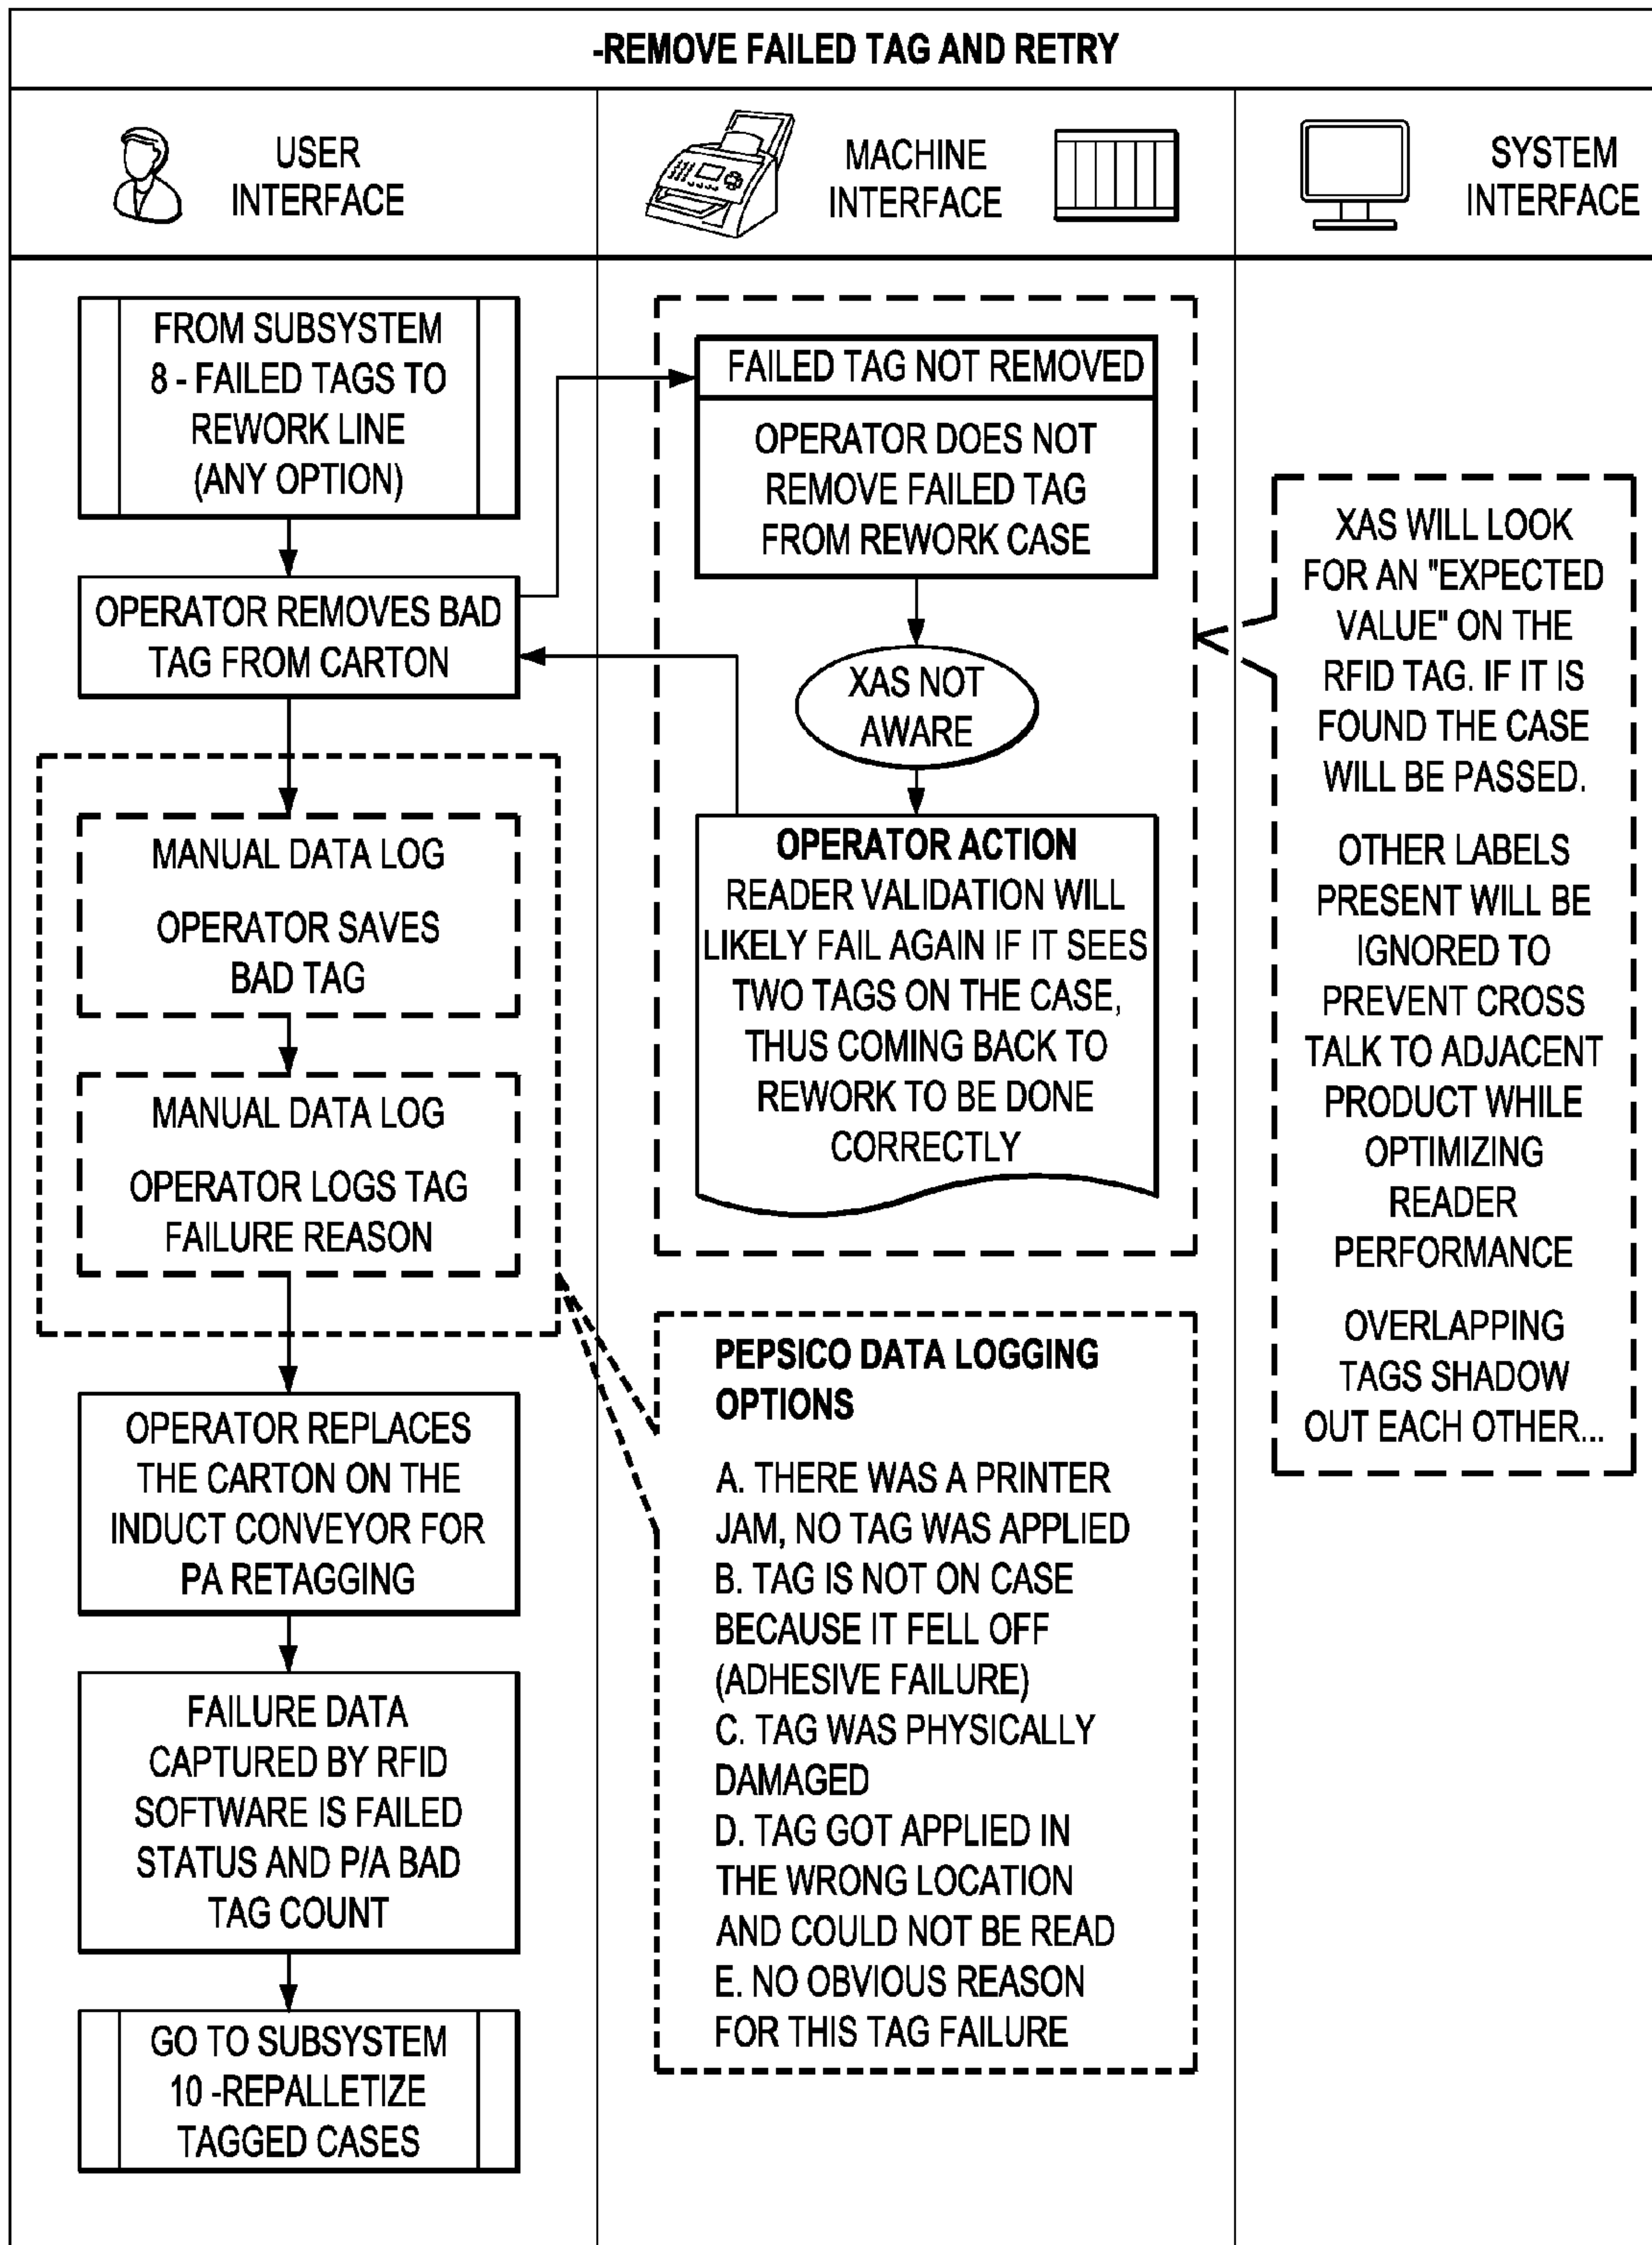 -REMOVE FAILED TAG AND RETRY
USER
INTERFACE
MACHINE
INTERFACE
SYSTEM
INTERFACE
FROM SUBSYSTEM
8 - FAILED TAGS TO
REWORK LINE
(ANY OPTION)
OPERATOR REMOVES BAD
TAG FROM CARTON
MANUAL DATA LOG
OPERATOR SAVES
BAD TAG
MANUAL DATA LOG
OPERATOR LOGS TAG
FAILURE REASON
OPERATOR REPLACES
THE CARTON ON THE
INDUCT CONVEYOR FOR
PA RETAGGING
FAILURE DATA
CAPTURED BY RFID
SOFTWARE IS FAILED
STATUS AND P/A BAD
TAG COUNT
GO TO SUBSYSTEM
10 -REPALLETIZE
TAGGED CASES
FAILED TAG NOT REMOVED
OPERATOR DOES NOT
REMOVE FAILED TAG
FROM REWORK CASE
XAS NOT
AWARE
OPERATOR ACTION
READER VALIDATION WILL
LIKELY FAIL AGAIN IF IT SEES
TWO TAGS ON THE CASE,
THUS COMING BACK TO
REWORK TO BE DONE
CORRECTLY
PEPSICO DATA LOGGING
OPTIONS
A. THERE WAS A PRINTER
JAM, NO TAG WAS APPLIED
B. TAG IS NOT ON CASE
BECAUSE IT FELL OFF
(ADHESIVE FAILURE)
C. TAG WAS PHYSICALLY
DAMAGED
D. TAG GOT APPLIED IN
THE WRONG LOCATION
AND COULD NOT BE READ
E. NO OBVIOUS REASON
FOR THIS TAG FAILURE
XAS WILL LOOK
FOR AN "EXPECTED
VALUE" ON THE
RFID TAG. IF IT IS
FOUND THE CASE
WILL BE PASSED.
OTHER LABELS
PRESENT WILL BE
IGNORED TO
PREVENT CROSS
TALK TO ADJACENT
PRODUCT WHILE
OPTIMIZING
READER
PERFORMANCE
OVERLAPPING
TAGS SHADOW
OUT EACH OTHER...